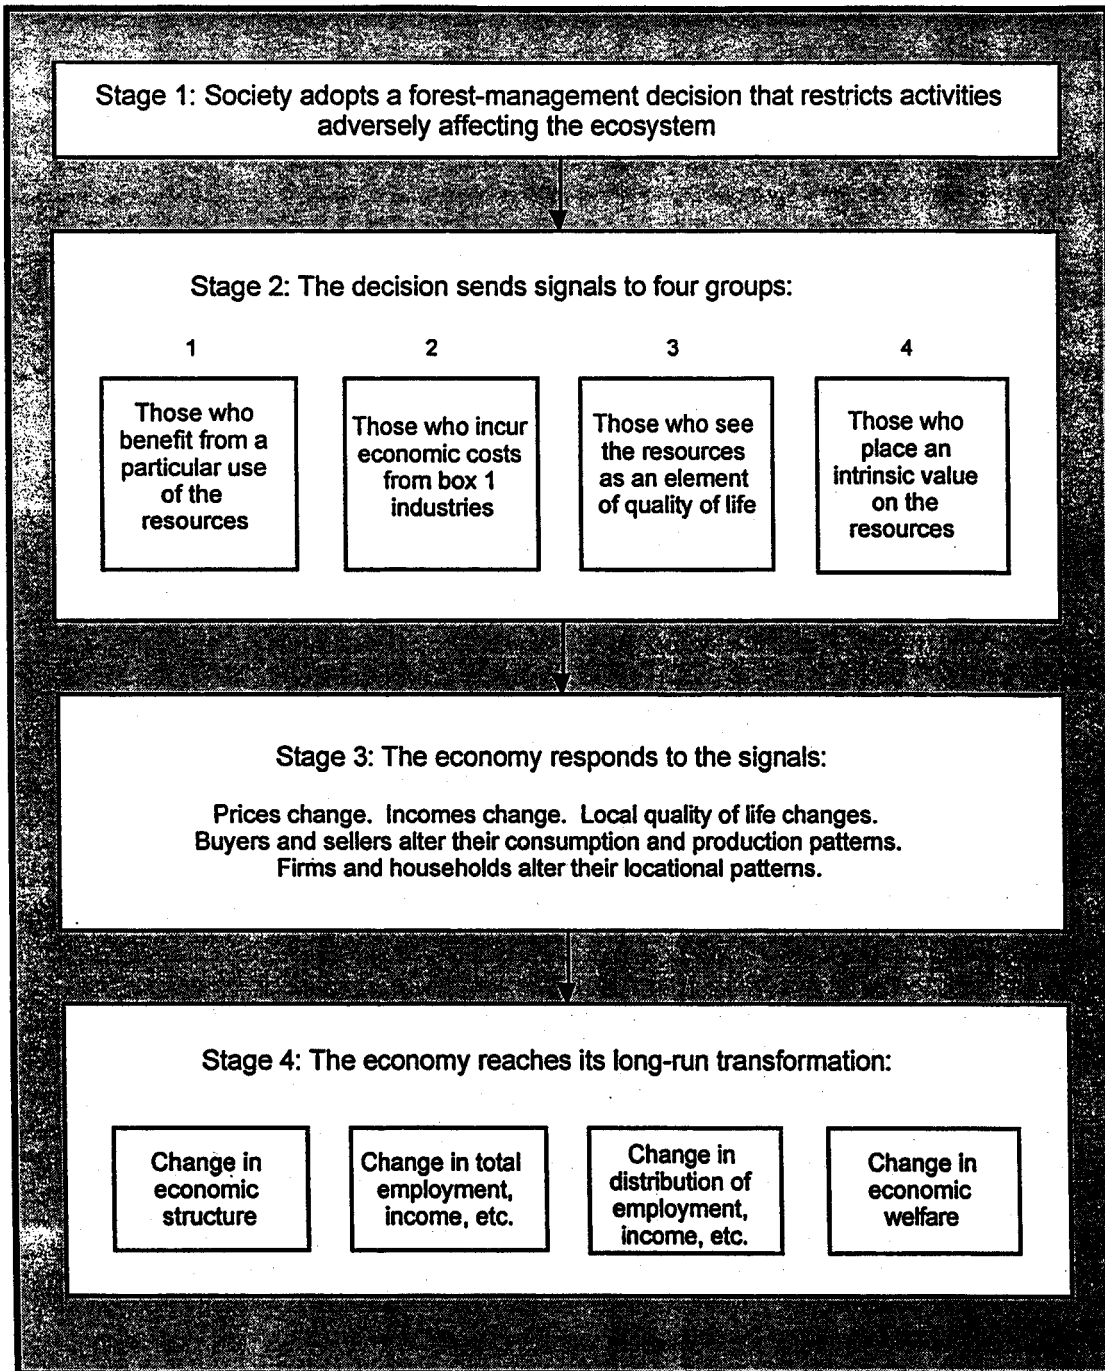 Stage 1: Society adopts a forest-management decision that restricts activities
adversely affecting the ecosystem
Stage 2: The decision sends signals to four groups:
1
2
3
4
Those who
benefit from a
particular use
of the
resources
Those who incur
economic costs
from box 1
industries
Those who see
the resources
as an element
of quality of life
Those who
place an
intrinsic value
on the
resources
Stage 3: The economy responds to the signals:
Prices change. Incomes change. Local quality of life changes.
Buyers and sellers alter their consumption and production patterns.
Firms and households alter their locational patterns.
Stage 4: The economy reaches its long-run transformation:
Change in
economic
structure
Change in total
employment,
income, etc.
Change in
distribution of
employment,
income, etc.
Change in
economic
welfare